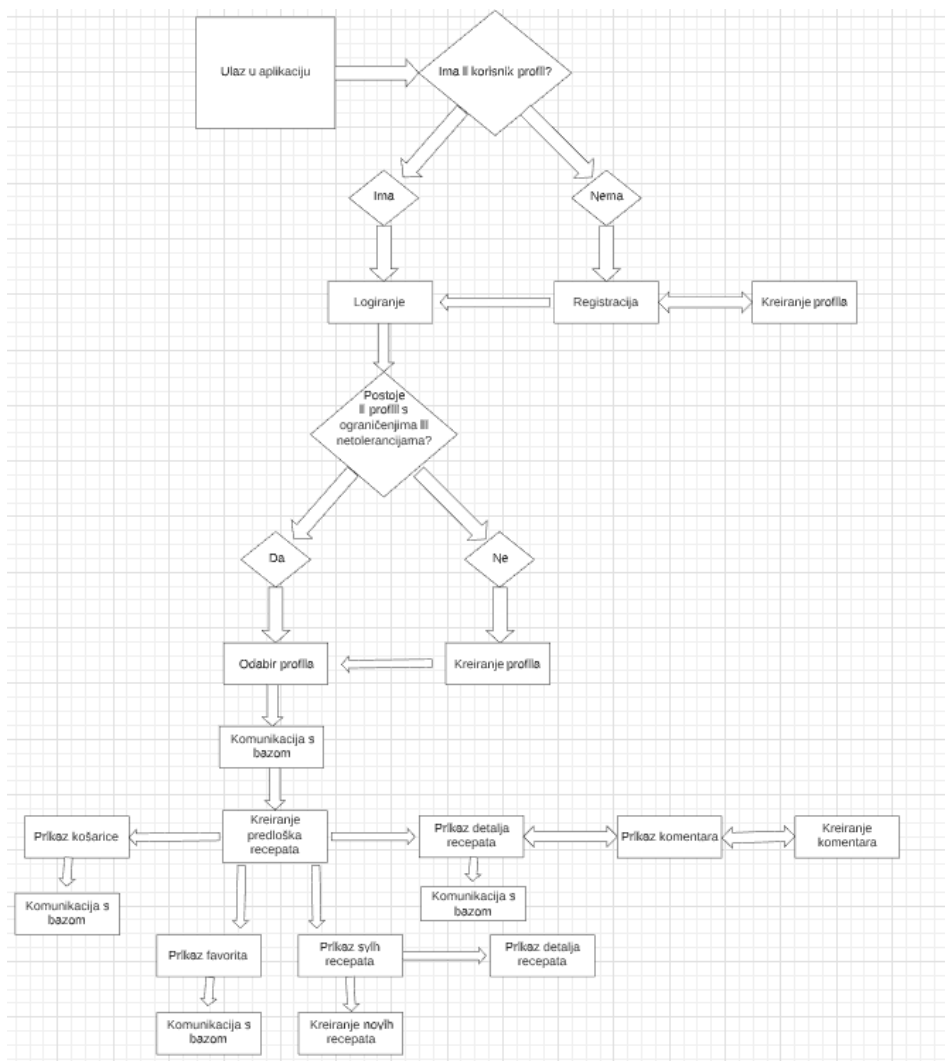 Ulaz u aplikaciju
Ima li korisnik profil?
Ima
Nema
Logiranje
Registracija
Kreiranje profila
Postoje
li profili s
ograničenjima ili
netolerancijama?
Da
Ne
Odabir profila
Kreiranje profila
Komunikacija s
bazom
Prikaz košarice
Kreiranje
predloška
recepata
Prikaz detalja
recepata
Prikaz komentara
Kreiranje
komentara
Komunikacija s
bazom
Komunikacija s
bazom
Prikaz favorita
Prikaz svih
recepata
Prikaz detalja
recepata
Komunikacija s
bazom
Kreiranje novih
recepata